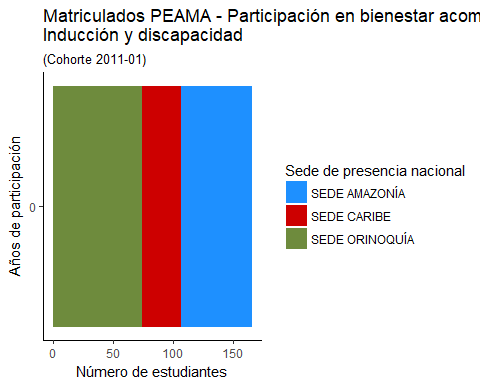 Matriculados PEAMA - Participación en bienestar acom
Inducción y discapacidad
(Cohorte 2011-01)
Años de participación
0
0
50
100
150
Número de estudiantes
Sede de presencia nacional
SEDE AMAZONÍA
SEDE CARIBE
SEDE ORINOQUÍA